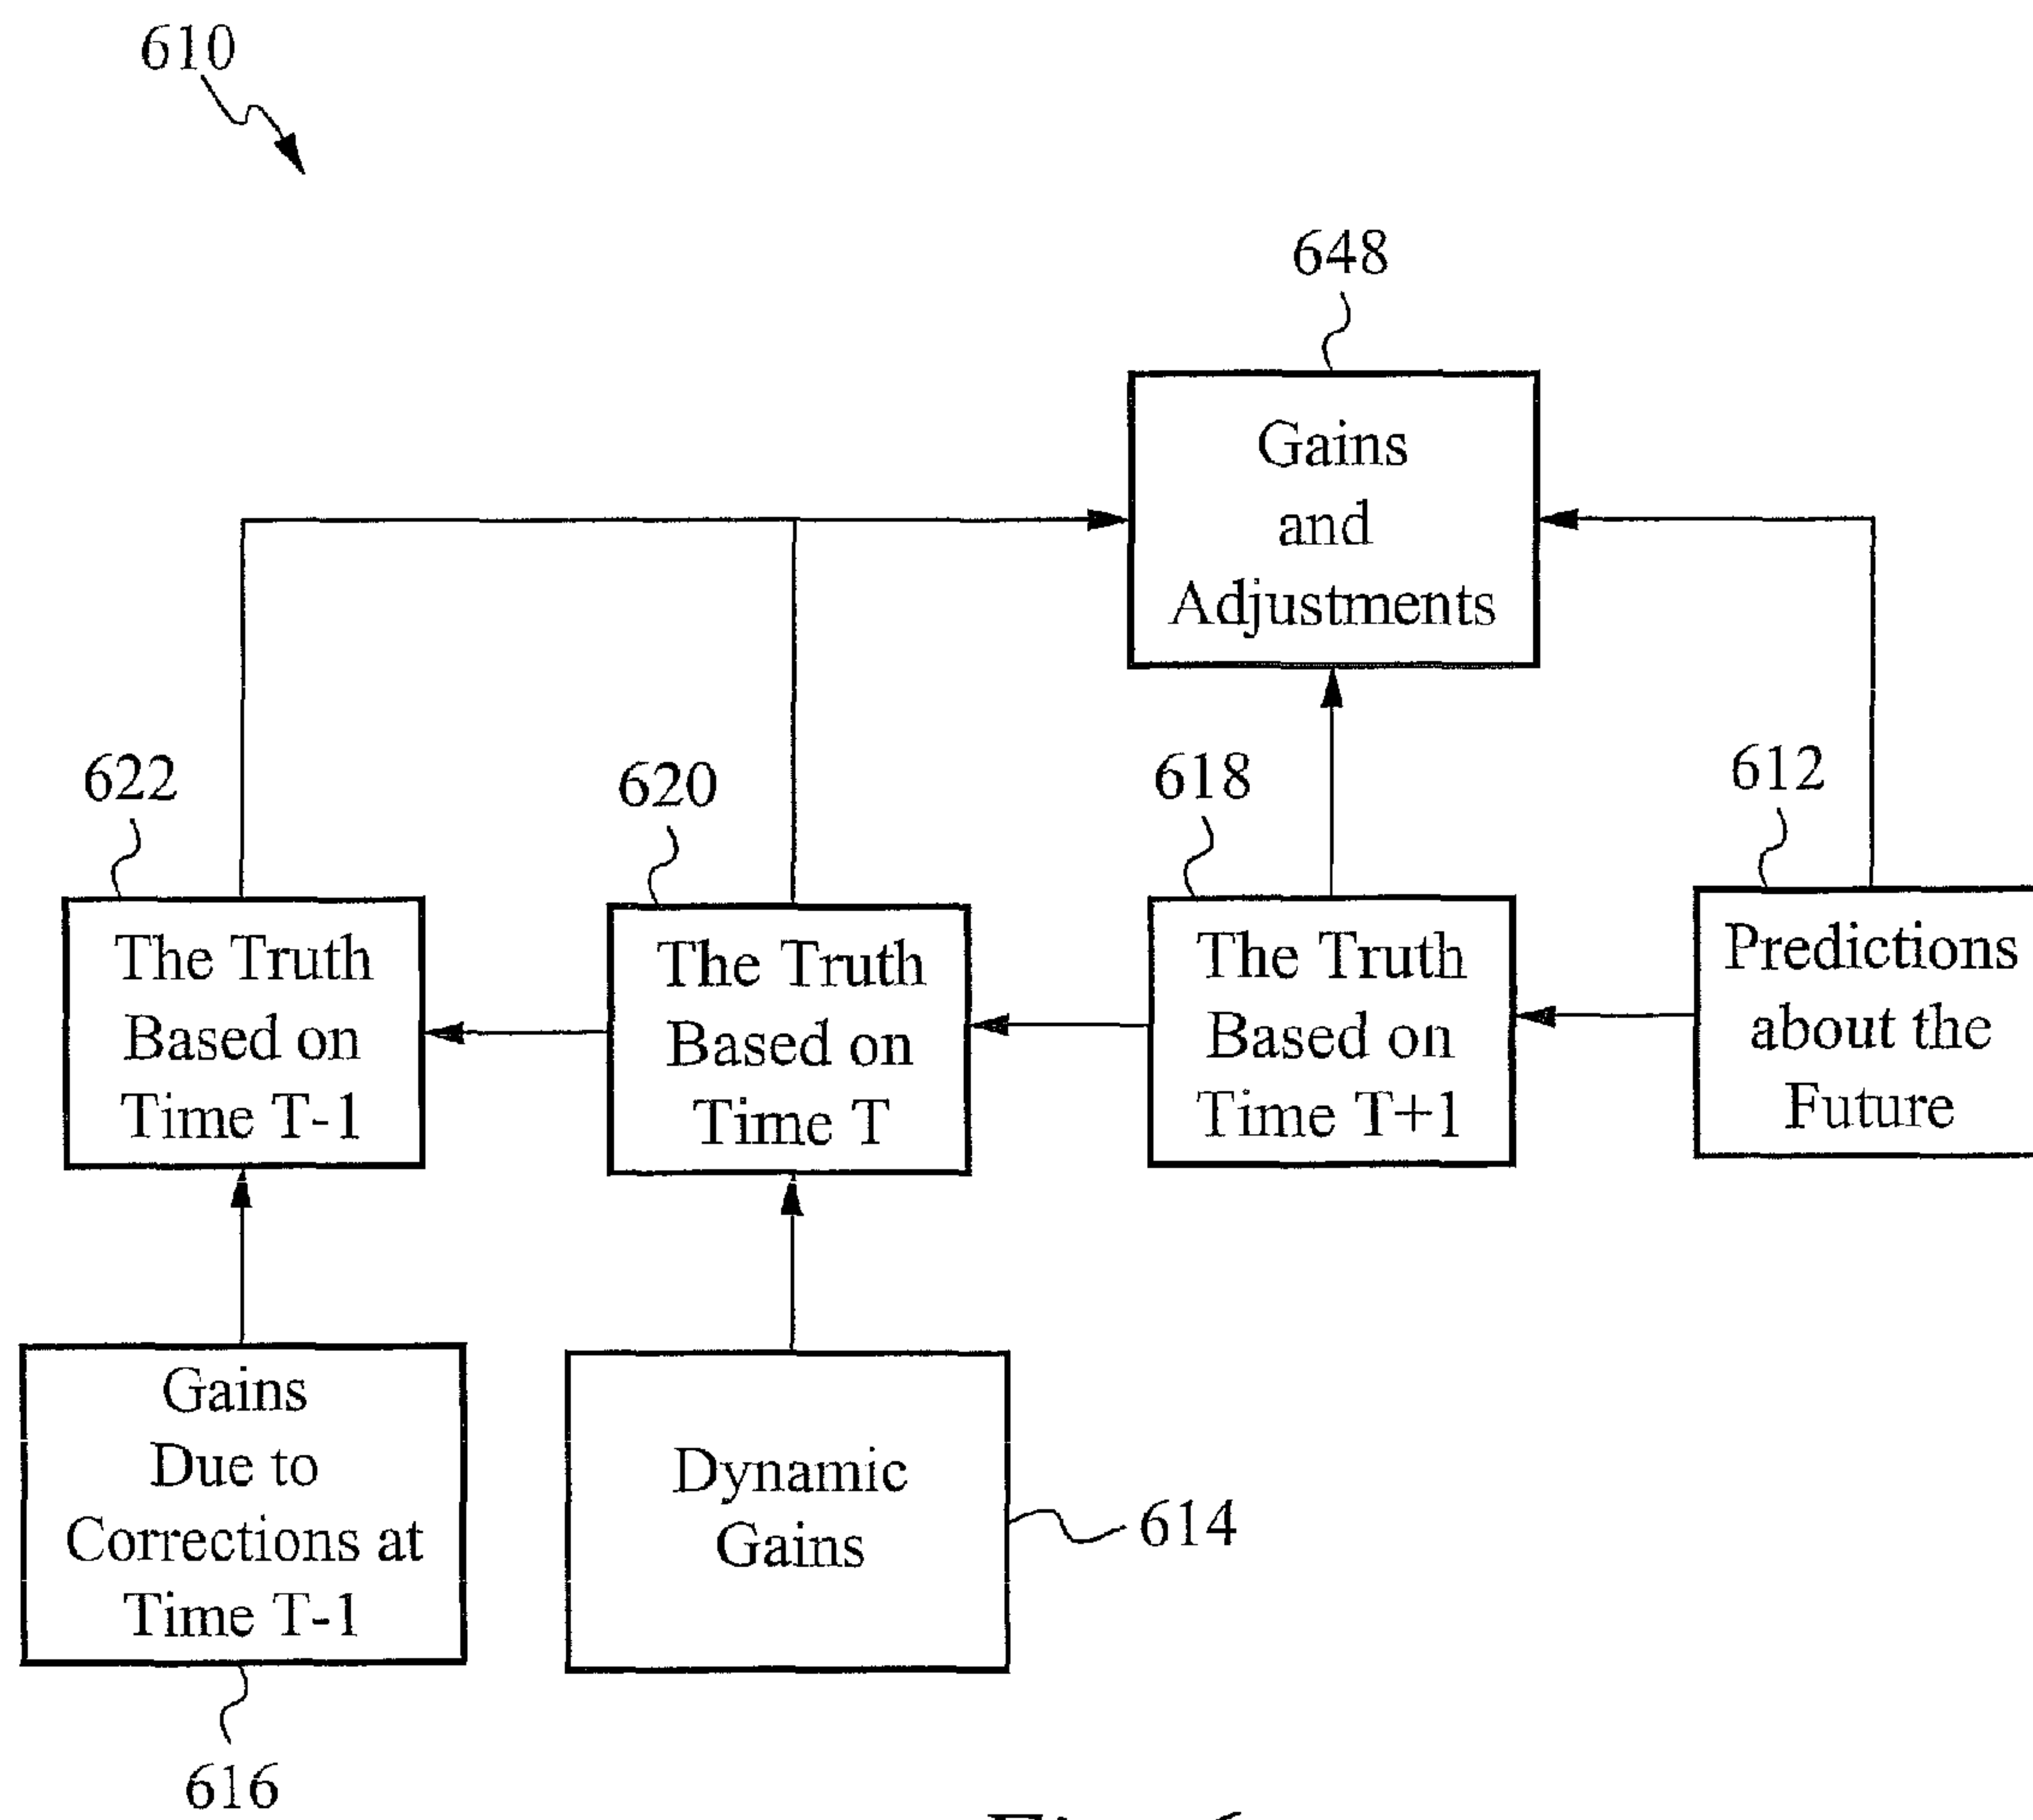 610
648
Gains
and
Adjustments
622
620
618
612
The Truth
Based on
Time T-1
The Truth
Based on
Time T
The Truth
Based on
Time T+1
Predictions
about the
Future
Gains
Due to
Corrections at
Time T-1
Dynamic
Gains
614
616